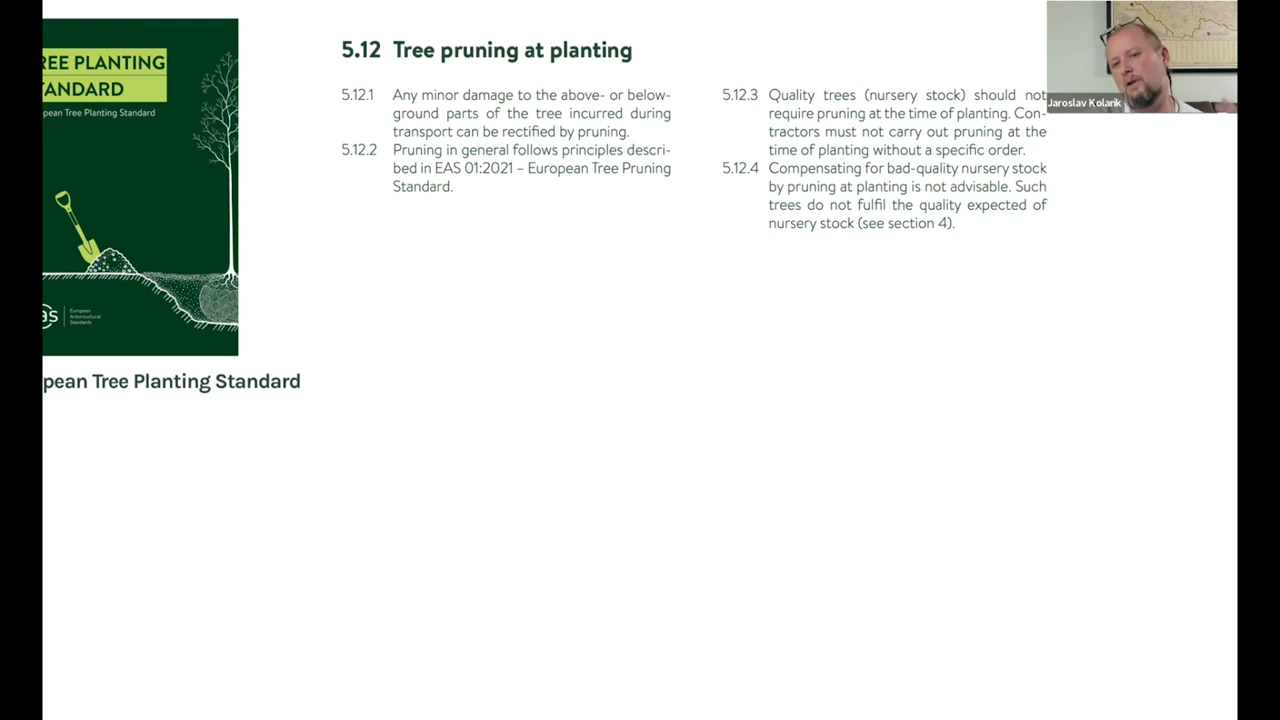 REE PLANTING
TANDARD
pean Tree Planting Standard
as
European
Arboricultural
Standards
pean Tree Planting Standard
5.12 Tree pruning at planting
5.12.1 Any minor damage to the above- or below-
ground parts of the tree incurred during
transport can be rectified by pruning.
5.12.2 Pruning in general follows principles descri-
bed in EAS 01:2021 – European Tree Pruning
Standard.
5.12.3 Quality trees (nursery stock) should not
require pruning at the time of planting. Con-
tractors must not carry out pruning at the
time of planting without a specific order.
5.12.4 Compensating for bad-quality nursery stock
by pruning at planting is not advisable. Such
trees do not fulfil the quality expected of
nursery stock (see section 4).
Jaroslav Kolarik